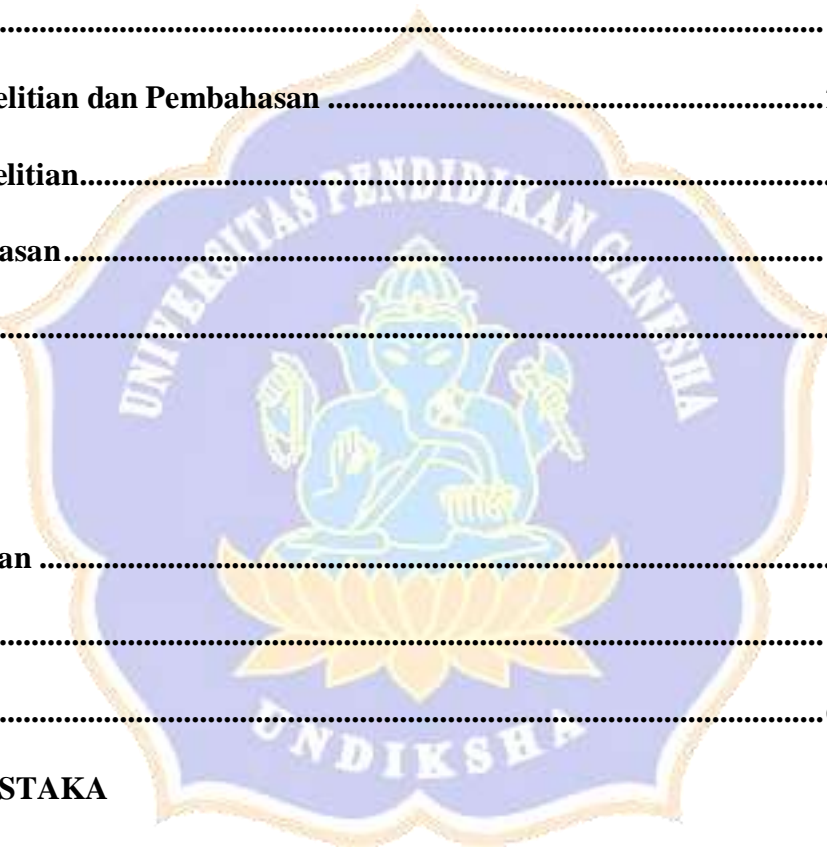 ..........
elitian dan Pembahasan ..........
elitian..........
UNIVERSITAS PENDIDIKAN GANESHA
asan..........
..........
an ..........
..........
..........
UNDIKSHA
STAKA